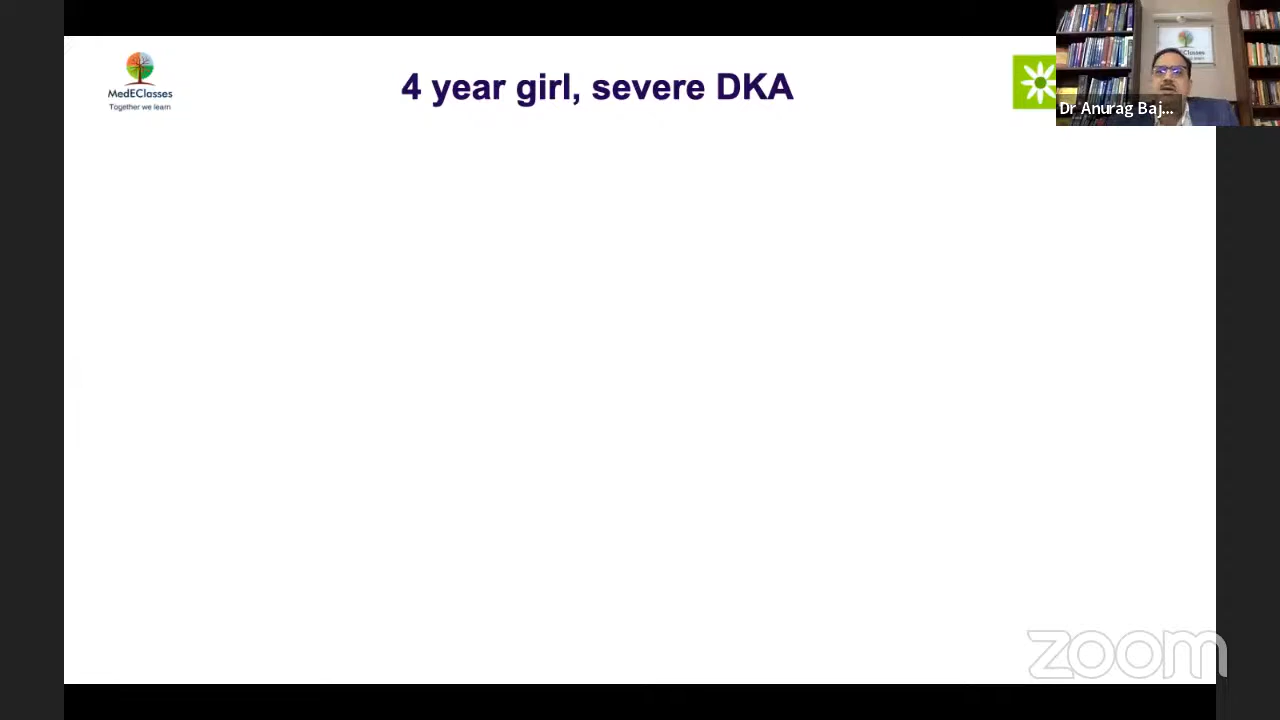 MedEClasses
Together we learn
4 year girl, severe DKA
Dr Anurag Baj...
zoom